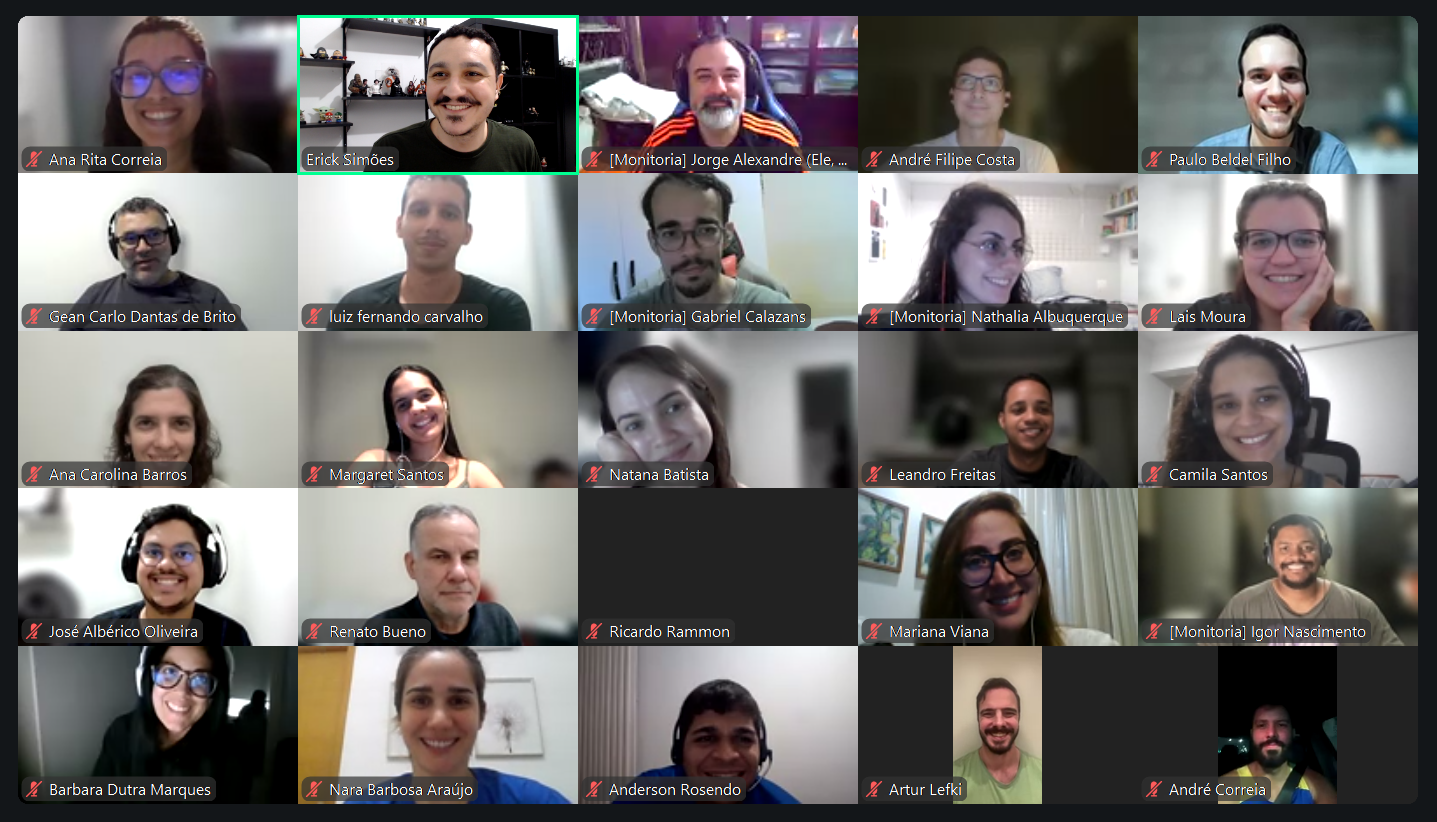 Ana Rita Correia
Erick Simões
[Monitoria] Jorge Alexandre (Ele, ...
André Filipe Costa
Paulo Beldel Filho
Gean Carlo Dantas de Brito
luiz fernando carvalho
[Monitoria] Gabriel Calazans
[Monitoria] Nathalia Albuquerque
Lais Moura
Ana Carolina Barros
Margaret Santos
Natana Batista
Leandro Freitas
Camila Santos
José Albérico Oliveira
Renato Bueno
Ricardo Rammon
Mariana Viana
[Monitoria] Igor Nascimento
Barbara Dutra Marques
Nara Barbosa Araújo
Anderson Rosendo
Artur Lefki
André Correia